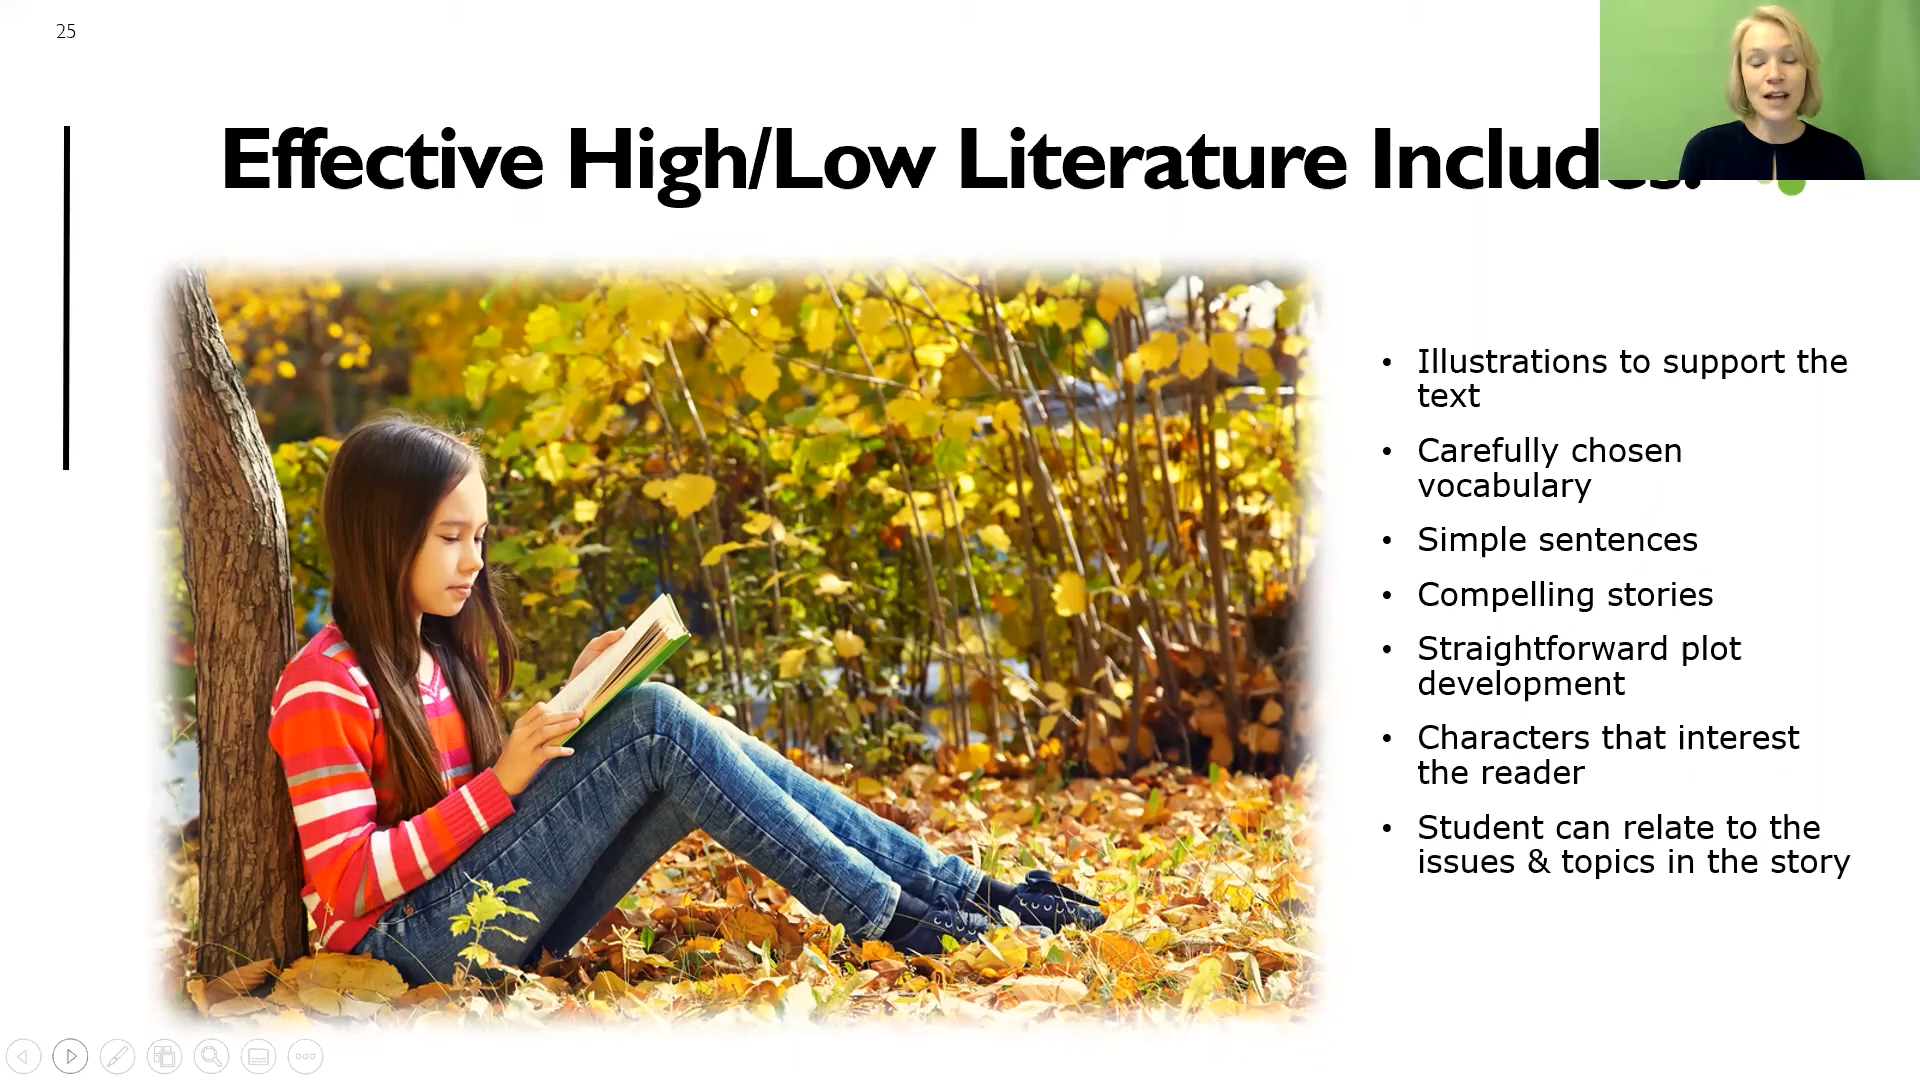 25
Effective High/Low Literature Includes:
• Illustrations to support the
text
• Carefully chosen
vocabulary
• Simple sentences
• Compelling stories
• Straightforward plot
development
• Characters that interest
the reader
• Student can relate to the
issues & topics in the story